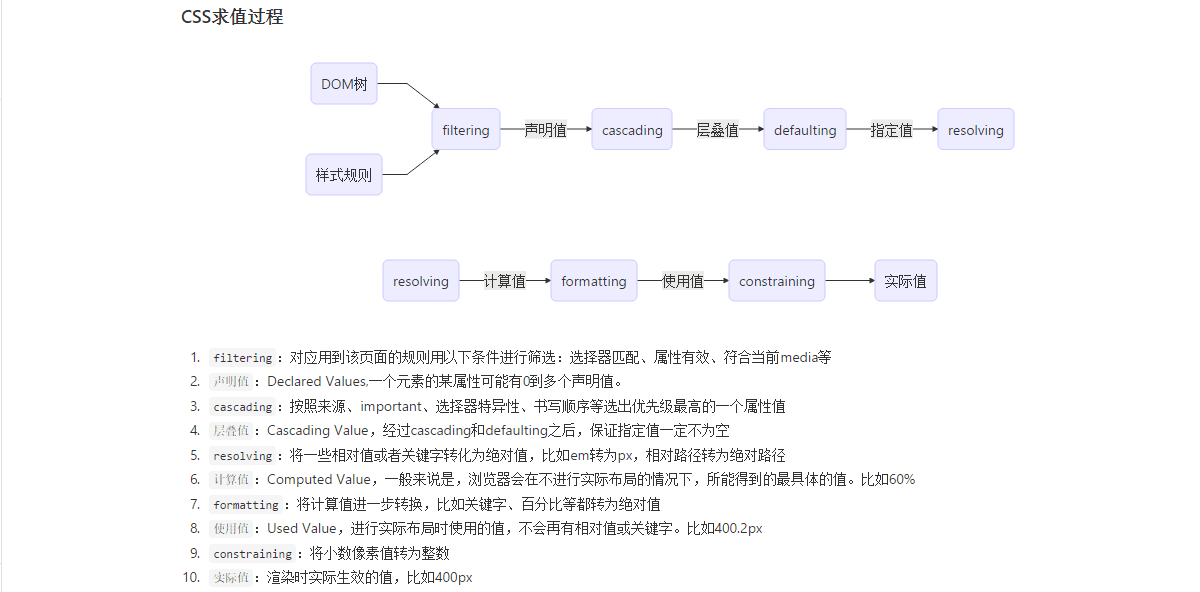 CSS求值过程
DOM树
filtering
声明值
cascading
层叠值
defaulting
指定值
resolving
样式规则
resolving
计算值
formatting
使用值
constraining
实际值
1. filtering：对应用到该页面的规则用以下条件进行筛选：选择器匹配、属性有效、符合当前media等
2. 声明值：Declared Values,一个元素的某属性可能有0到多个声明值。
3. cascading：按照来源、important、选择器特异性、书写顺序等选出优先级最高的一个属性值
4. 层叠值：Cascading Value，经过cascading和defaulting之后，保证指定值一定不为空
5. resolving：将一些相对值或者关键字转化为绝对值，比如em转为px，相对路径转为绝对路径
6. 计算值：Computed Value，一般来说是，浏览器会在不进行实际布局的情况下，所能得到的最具体的值。比如60%
7. formatting：将计算值进一步转换，比如关键字、百分比等都转为绝对值
8. 使用值：Used Value，进行实际布局时使用的值，不会再有相对值或关键字。比如400.2px
9. constraining：将小数像素值转为整数
10. 实际值：渲染时实际生效的值，比如400px